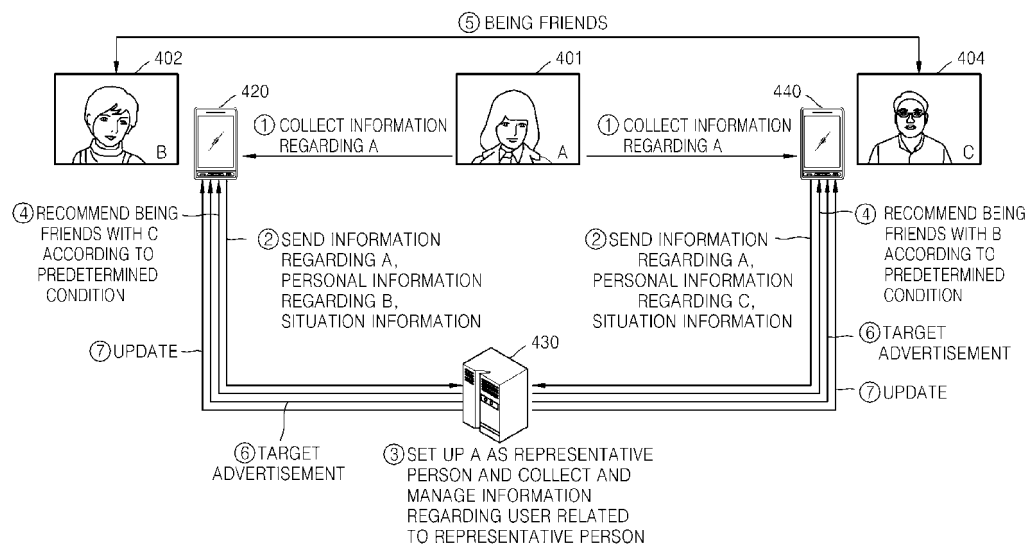 ⑤ BEING FRIENDS
402
401
404
420
440
B
A
C
① COLLECT INFORMATION
REGARDING A
① COLLECT INFORMATION
REGARDING A
④ RECOMMEND BEING
FRIENDS WITH C
ACCORDING TO
PREDETERMINED
CONDITION
② SEND INFORMATION
REGARDING A,
PERSONAL INFORMATION
REGARDING B,
SITUATION INFORMATION
② SEND INFORMATION
REGARDING A,
PERSONAL INFORMATION
REGARDING C,
SITUATION INFORMATION
④ RECOMMEND BEING
FRIENDS WITH B
ACCORDING TO
PREDETERMINED
CONDITION
⑦ UPDATE
430
⑥ TARGET
ADVERTISEMENT
⑦ UPDATE
⑥ TARGET
ADVERTISEMENT
③ SET UP A AS REPRESENTATIVE
PERSON AND COLLECT AND
MANAGE INFORMATION
REGARDING USER RELATED
TO REPRESENTATIVE PERSON